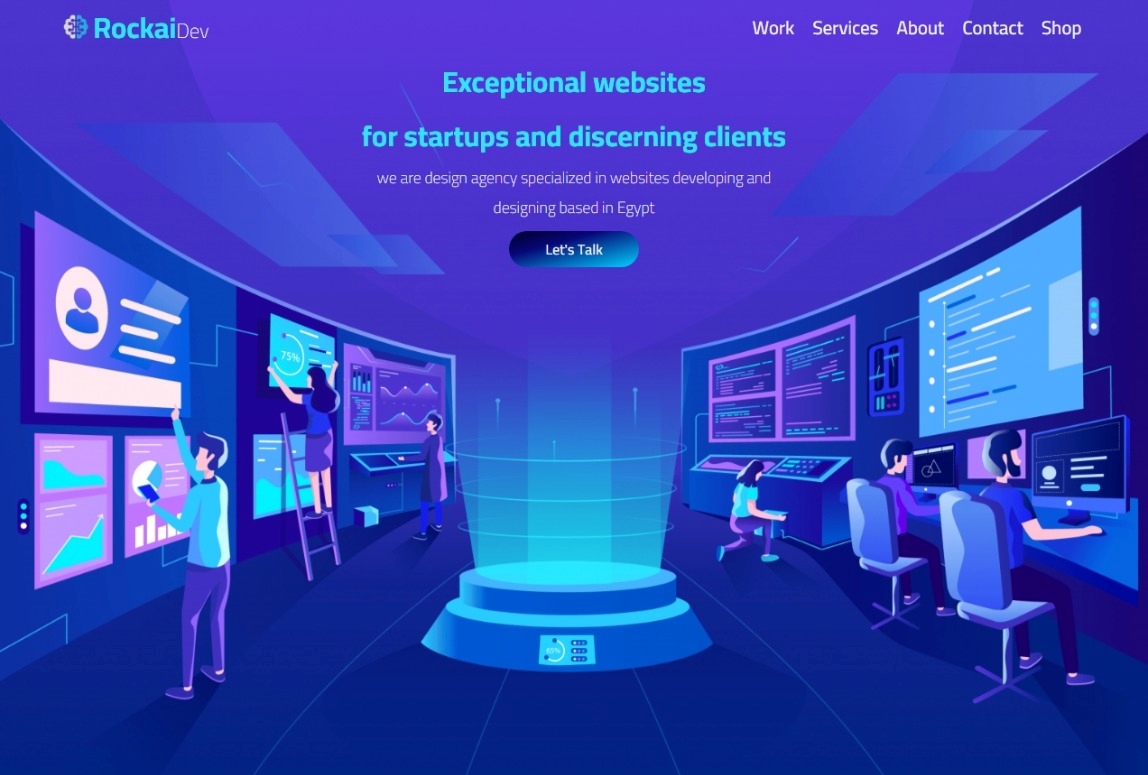 RockaiDev
Work Services About Contact Shop
Exceptional websites
for startups and discerning clients
we are design agency specialized in websites developing and
designing based in Egypt
Let's Talk
75%
65%